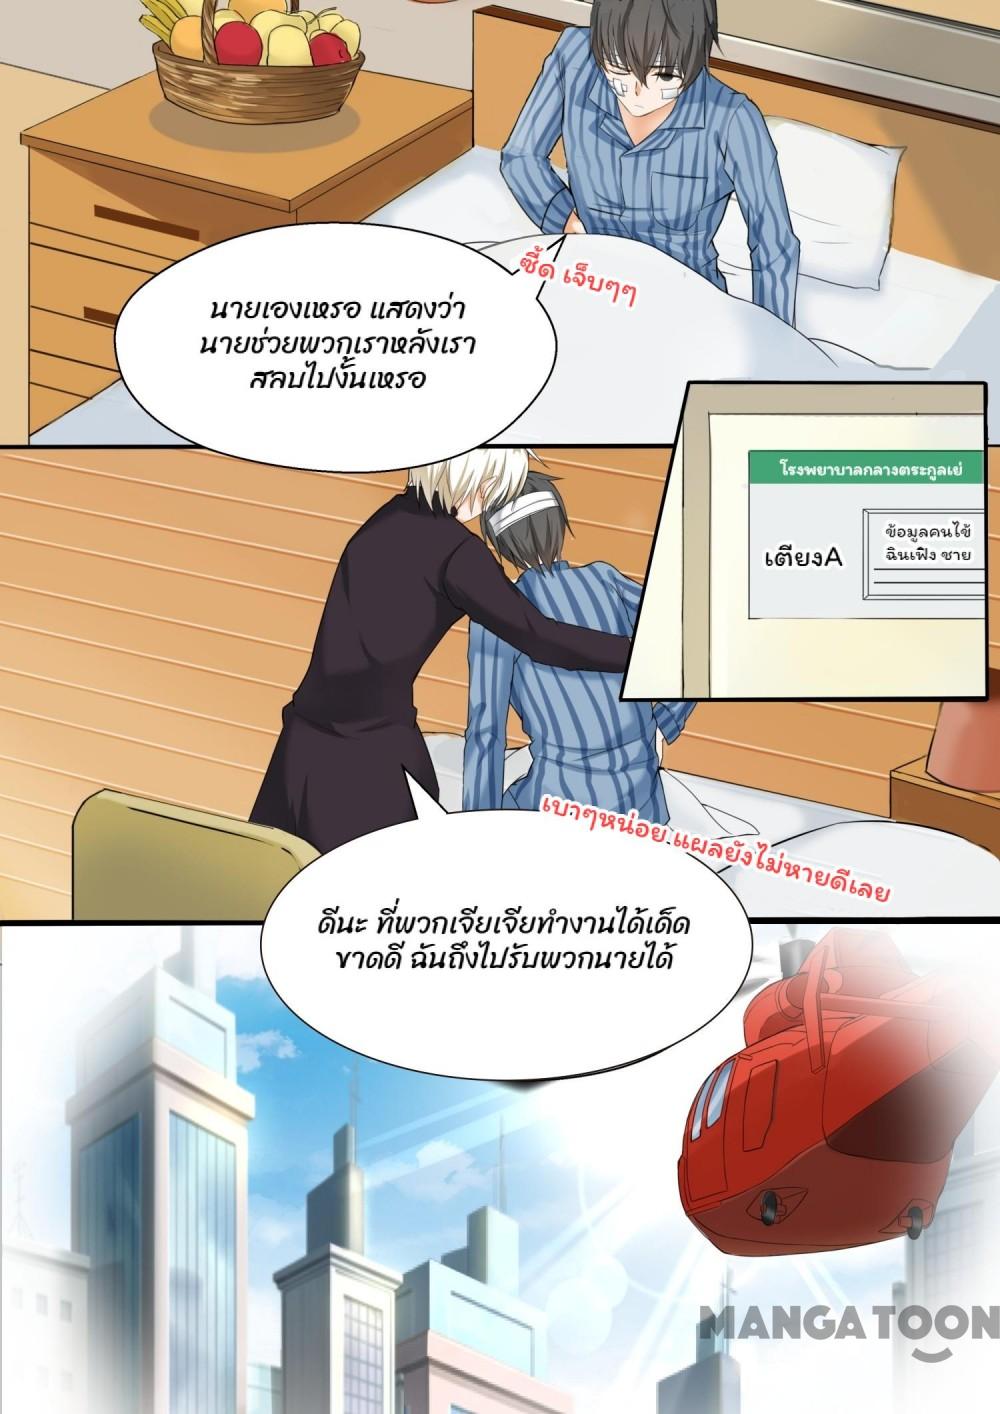 ซี้ด เจ็บๆๆ
นายเองเหรอ แสดงว่า
นายช่วยพวกเราหลังเรา
สลบไปงั้นเหรอ
โรงพยาบาลกลางตระกูลเย่
เตียงA
ข้อมูลคนไข้
ฉินเฟิง ชาย
เบาๆหน่อย แผลยังไม่หายดีเลย
ดีนะ ที่พวกเจียเจียทำงานได้เด็ด
ขาดดี ฉันถึงไปรับพวกนายได้
MANGATOON